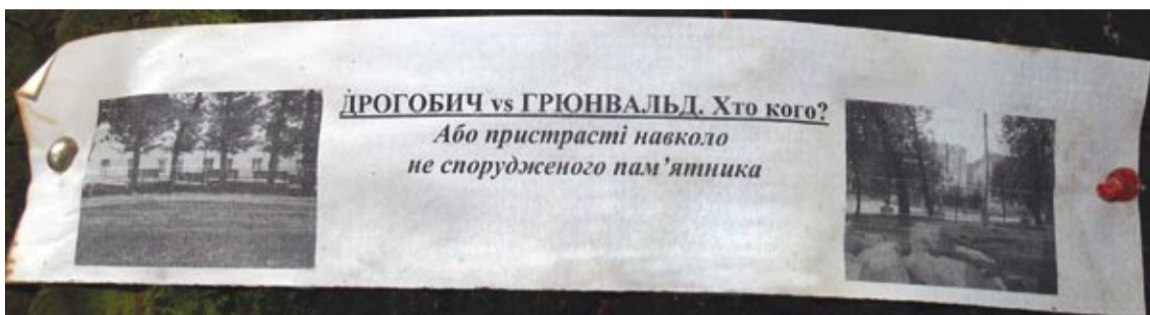 ДРОГОБИЧ vs ГРЮНВАЛЬД. Хто кого?
Або пристрасті навколо
не спорудженого пам’ятника